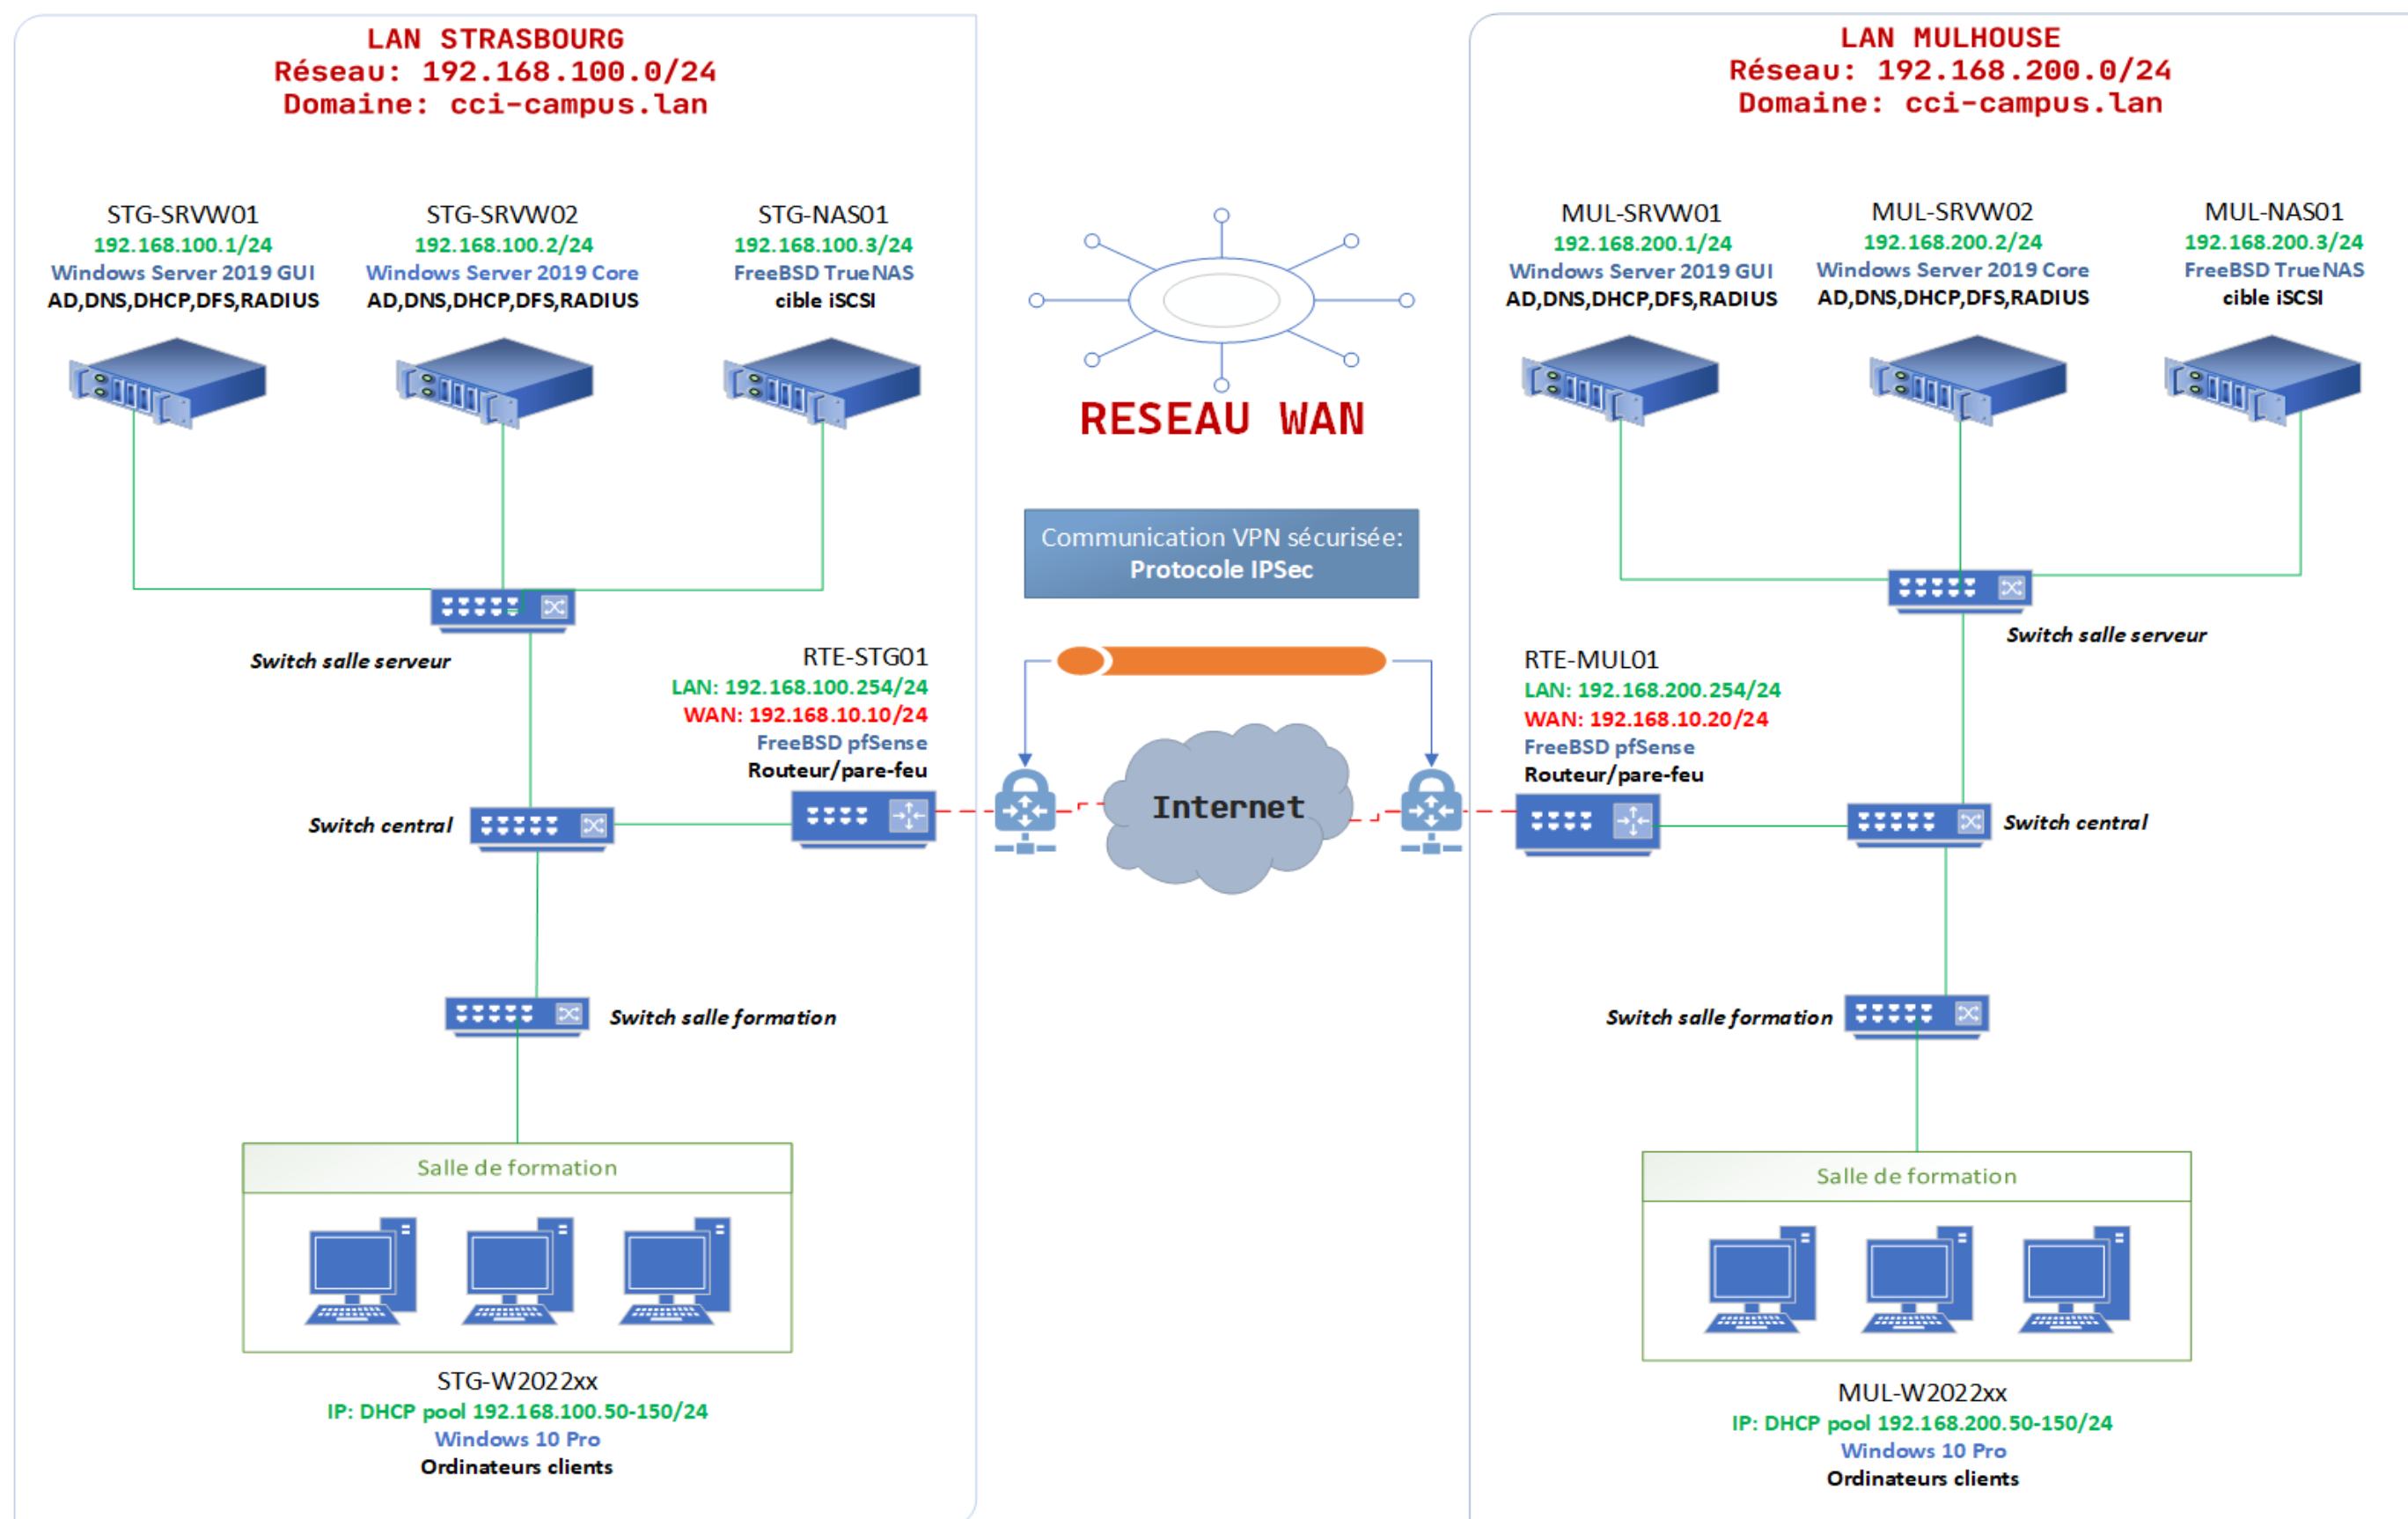 LAN STRASBOURG
Réseau: 192.168.100.0/24
Domaine: cci-campus.lan
STG-SRVW01
192.168.100.1/24
Windows Server 2019 GUI
AD,DNS,DHCP,DFS,RADIUS
STG-SRVW02
192.168.100.2/24
Windows Server 2019 Core
AD,DNS,DHCP,DFS,RADIUS
STG-NAS01
192.168.100.3/24
FreeBSD TrueNAS
cible iSCSI
Switch salle serveur
RTE-STG01
LAN: 192.168.100.254/24
WAN: 192.168.10.10/24
FreeBSD pfSense
Routeur/pare-feu
Switch central
Switch salle formation
Salle de formation
STG-W2022xx
IP: DHCP pool 192.168.100.50-150/24
Windows 10 Pro
Ordinateurs clients
RESEAU WAN
Communication VPN sécurisée:
Protocole IPSec
Internet
LAN MULHOUSE
Réseau: 192.168.200.0/24
Domaine: cci-campus.lan
MUL-SRVW01
192.168.200.1/24
Windows Server 2019 GUI
AD,DNS,DHCP,DFS,RADIUS
MUL-SRVW02
192.168.200.2/24
Windows Server 2019 Core
AD,DNS,DHCP,DFS,RADIUS
MUL-NAS01
192.168.200.3/24
FreeBSD TrueNAS
cible iSCSI
Switch salle serveur
RTE-MUL01
LAN: 192.168.200.254/24
WAN: 192.168.10.20/24
FreeBSD pfSense
Routeur/pare-feu
Switch central
Switch salle formation
Salle de formation
MUL-W2022xx
IP: DHCP pool 192.168.200.50-150/24
Windows 10 Pro
Ordinateurs clients